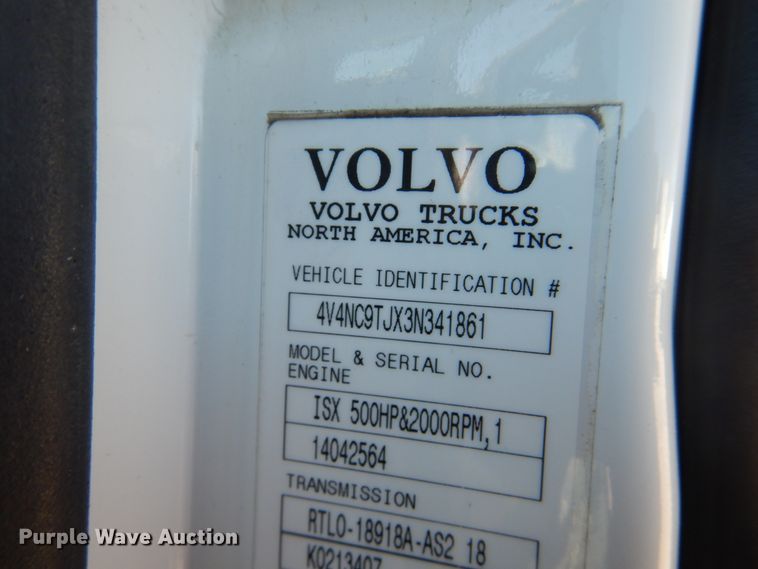 VOLVO
VOLVO TRUCKS
NORTH AMERICA, INC.
VEHICLE IDENTIFICATION #
4V4NC9TJX3N341861
MODEL & SERIAL NO.
ENGINE
ISX 500HP&2000RPM,1
14042564
TRANSMISSION
RTLO-18918A-AS2 18
K0213407
Purple Wave Auction